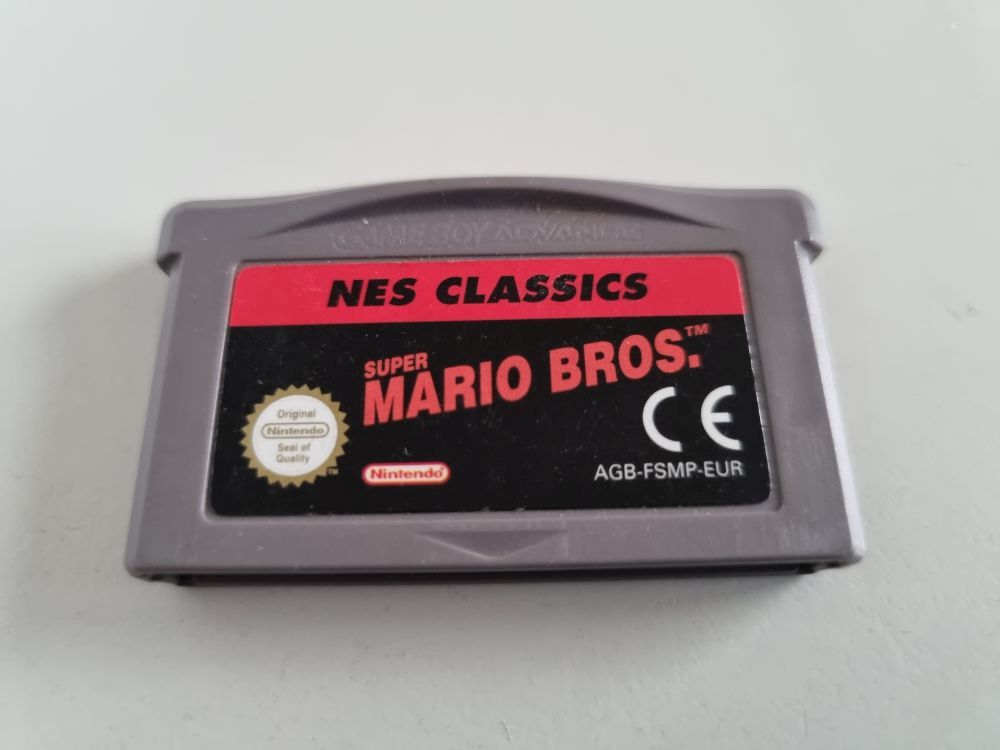 GAME BOY ADVANCE
NES CLASSICS
SUPER
MARIO BROS.™
Original
Nintendo
Seal of
Quality
™
Nintendo®
CE
AGB-FSMP-EUR